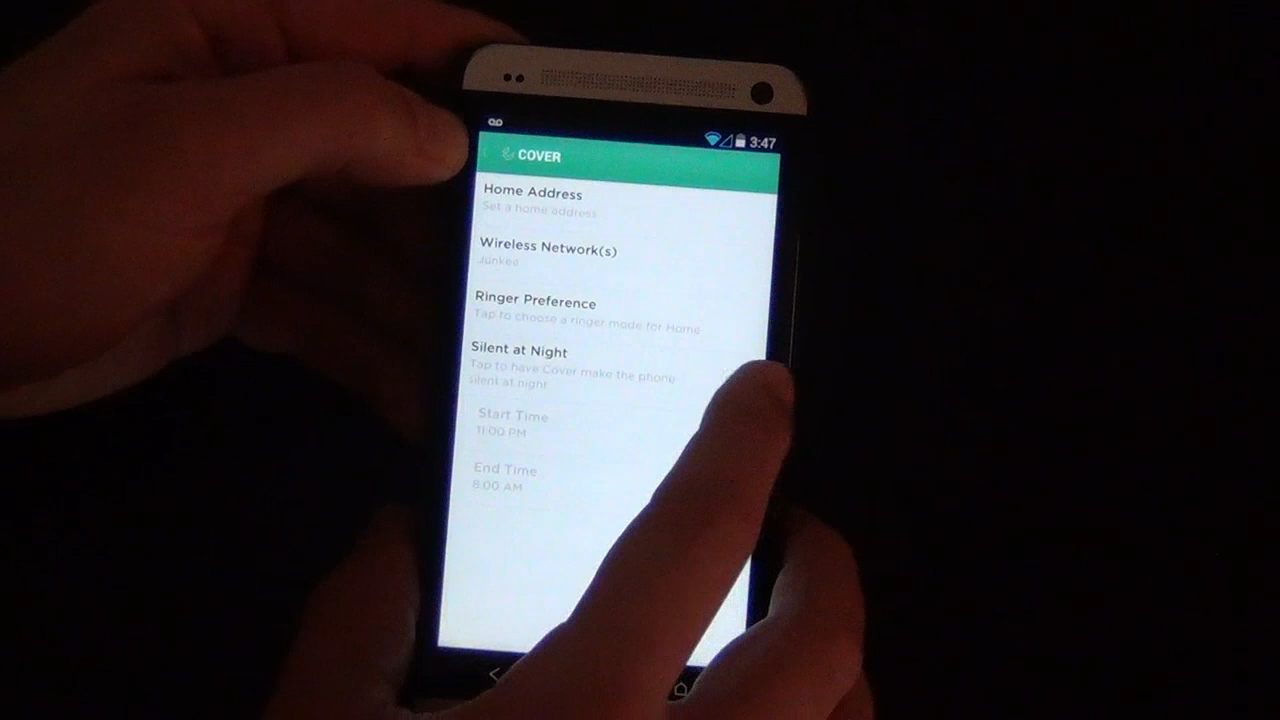 3:47
COVER
Home Address
Set a home address
Wireless Network(s)
Junkea
Ringer Preference
Tap to choose a ringer mode for Home
Silent at Night
Tap to have Cover make the phone
silent at night
Start Time
11:00 PM
End Time
8:00 AM